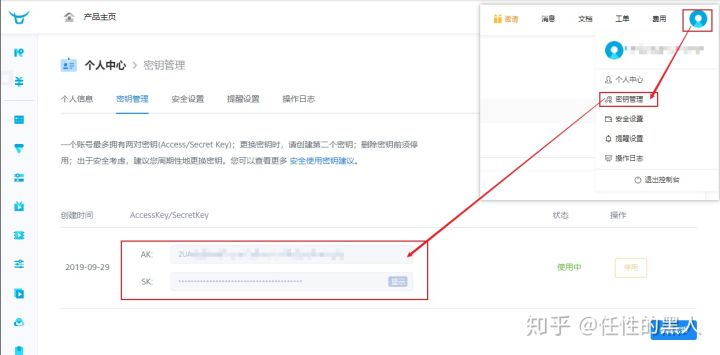 产品主页
邀请
消息
文档
工单
费用
个人中心
密钥管理
安全设置
提醒设置
操作日志
退出控制台
个人中心 > 密钥管理
个人信息
密钥管理
安全设置
提醒设置
操作日志
一个账号最多拥有两对密钥(Access/Secret Key)；更换密钥时，请创建第二个密钥；删除密钥前须停
用；出于安全考虑，建议您周期性地更换密钥。您可以查看更多 安全使用密钥建议。
创建时间
AccessKey/SecretKey
状态
操作
2019-09-29
AK:
2UA
使用中
停用
SK:
••••••••••••••••••••••••••••••••••••••••
显示
知乎 @任性的黑人